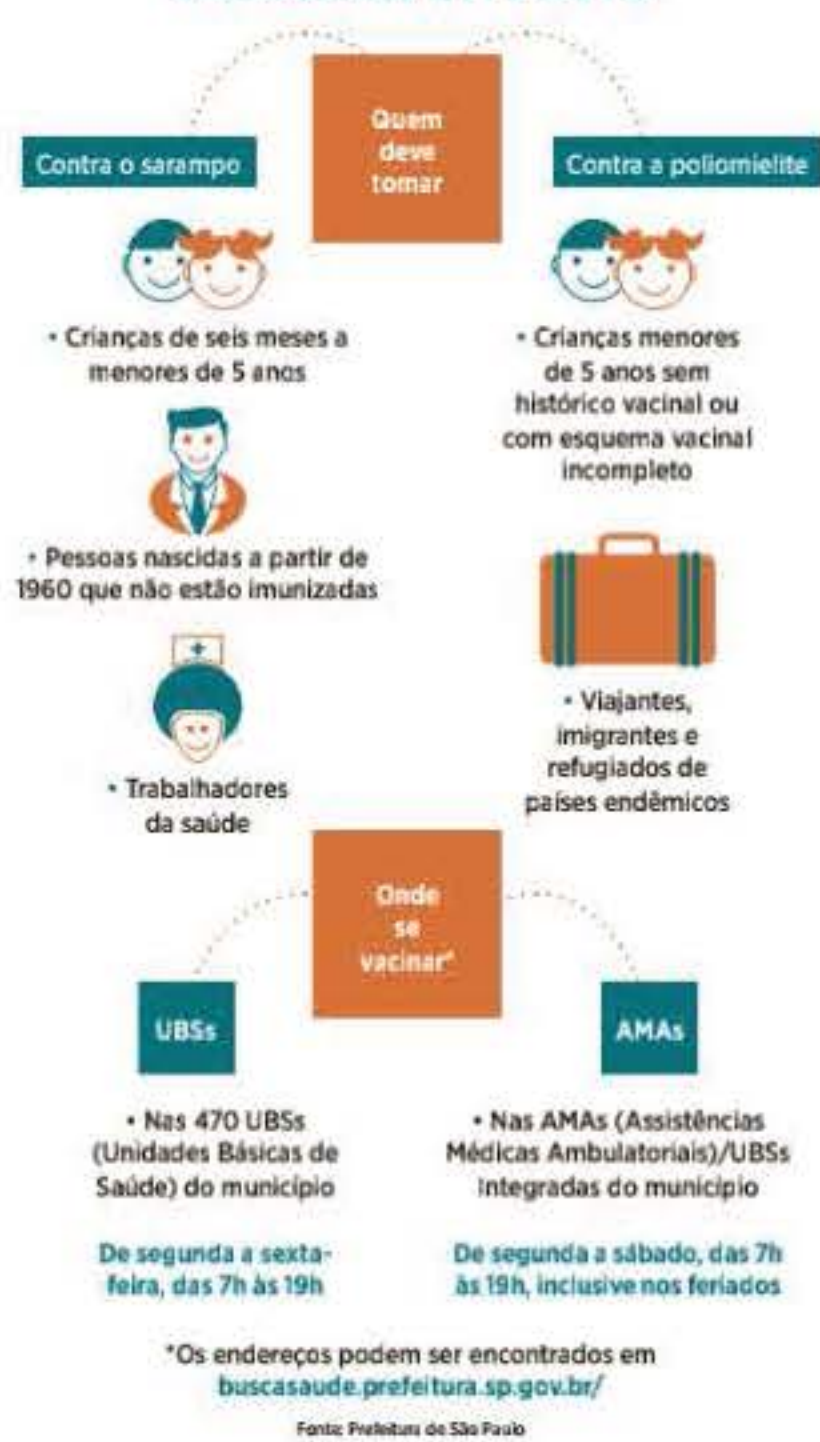 Quem
deve
tomar
Contra o sarampo
• Crianças de seis meses a
menores de 5 anos
• Pessoas nascidas a partir de
1960 que não estão imunizadas
• Trabalhadores
da saúde
Contra a poliomielite
• Crianças menores
de 5 anos sem
histórico vacinal ou
com esquema vacinal
incompleto
• Viajantes,
imigrantes e
refugiados de
países endêmicos
Onde
se
vacinar*
UBSs
• Nas 470 UBSs
(Unidades Básicas de
Saúde) do município
De segunda a sexta-
feira, das 7h às 19h
AMAs
• Nas AMAs (Assistências
Médicas Ambulatoriais)/UBSs
Integradas do município
De segunda a sábado, das 7h
às 19h, inclusive nos feriados
*Os endereços podem ser encontrados em
buscasaude.prefeitura.sp.gov.br/
Fonte: Prefeitura de São Paulo